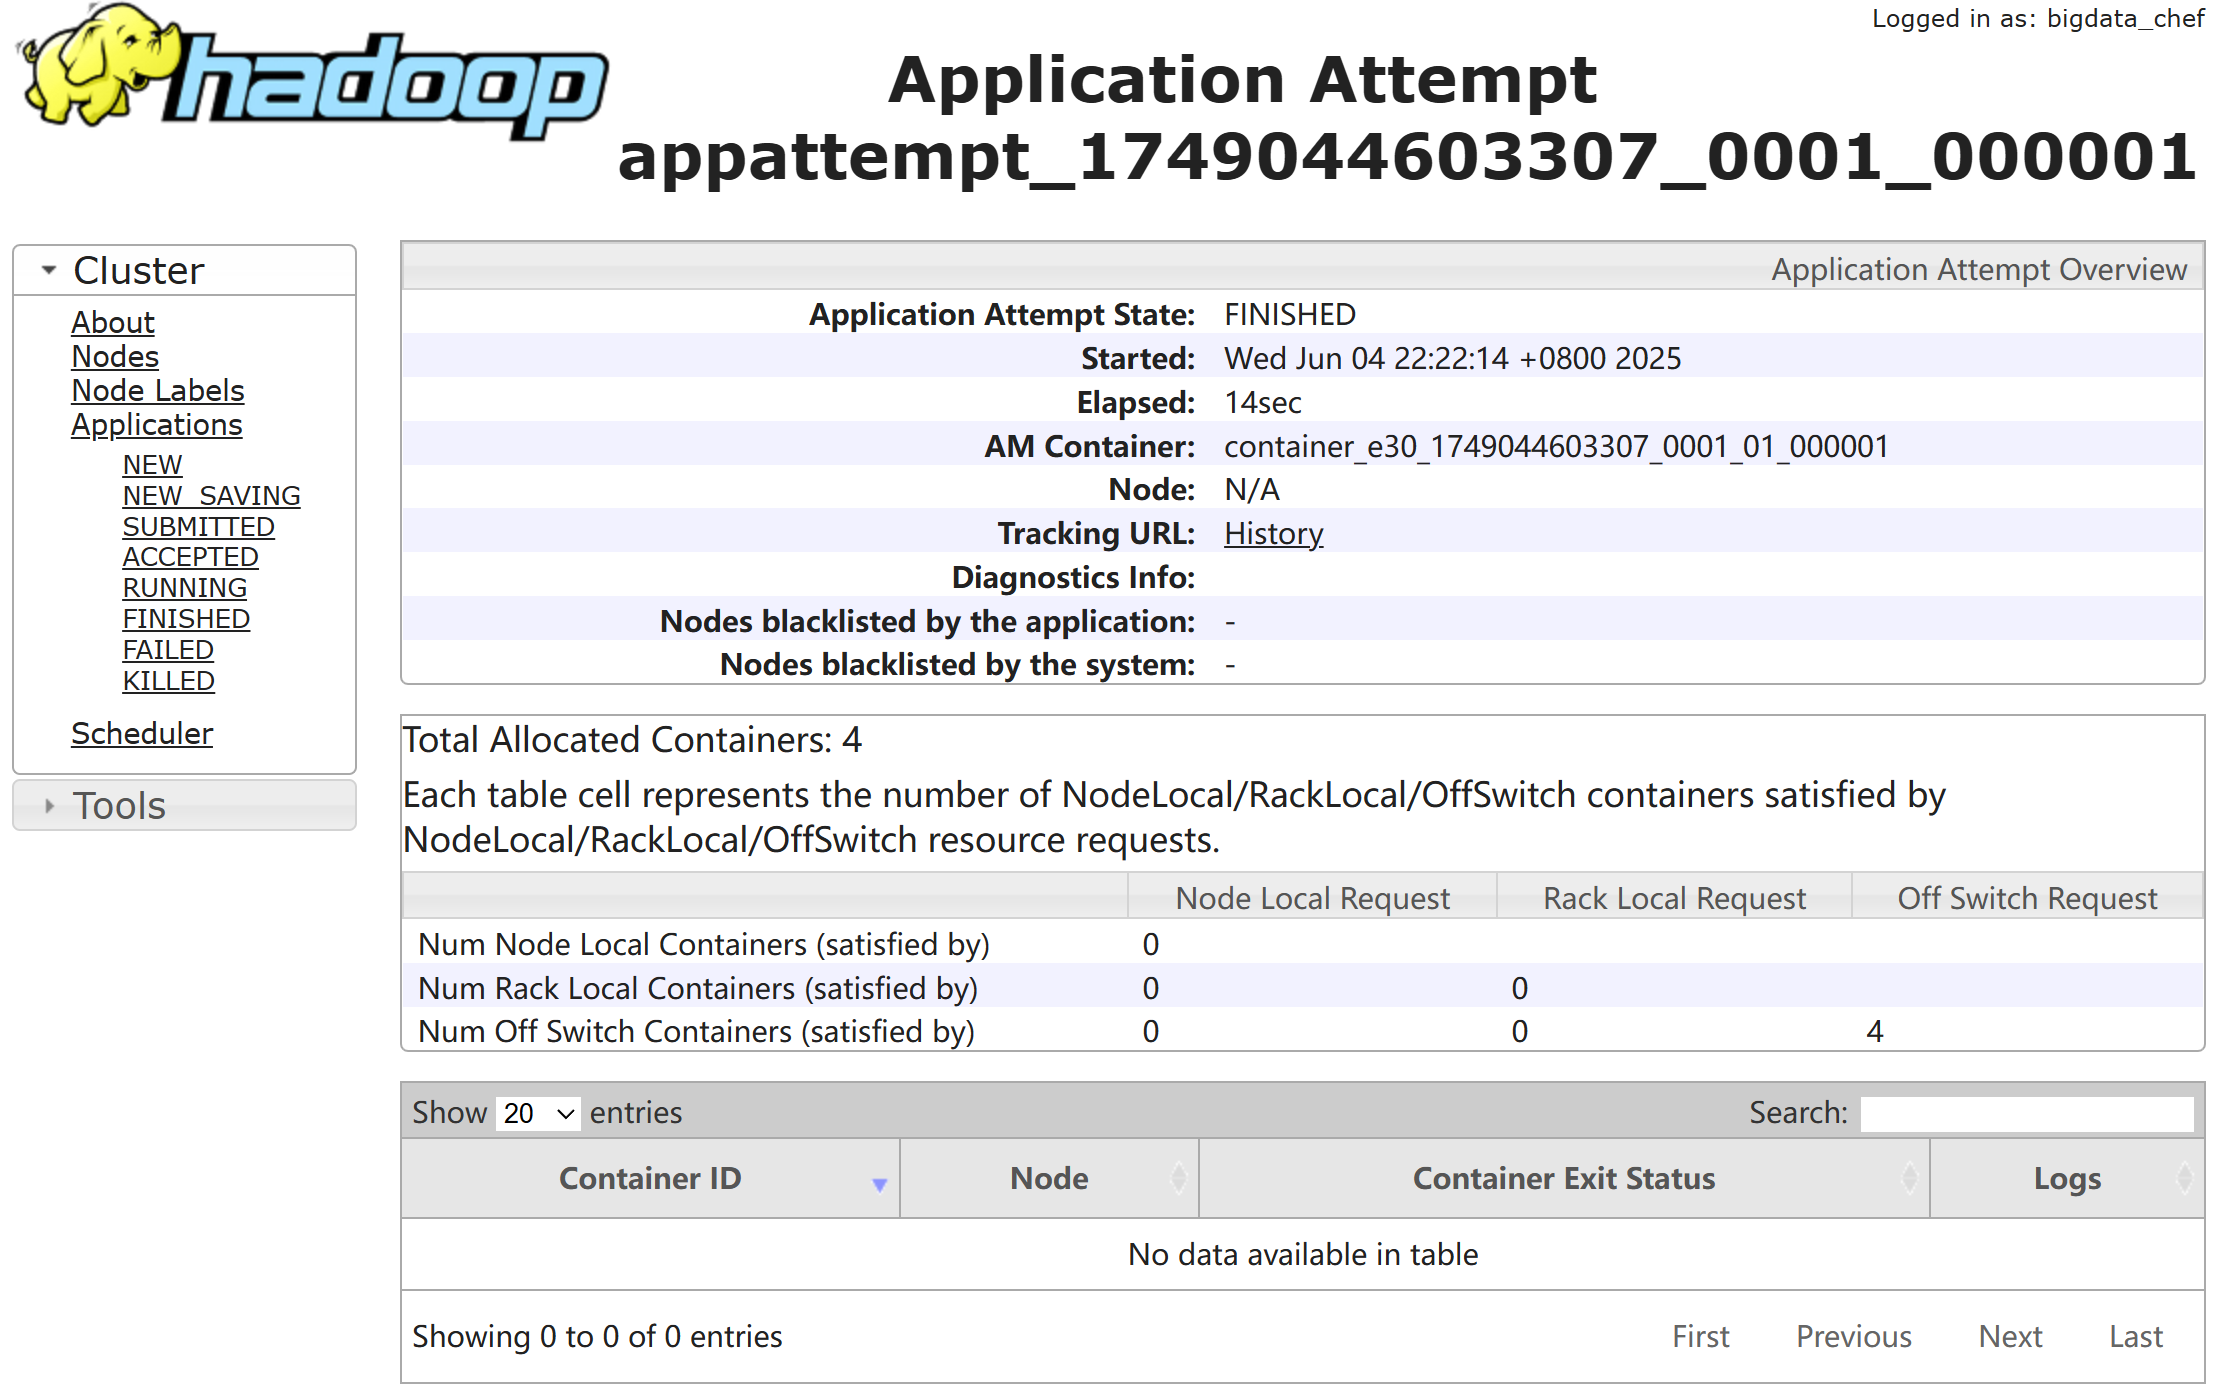 Logged in as: bigdata_chef
hadoop
Application Attempt
appattempt_1749044603307_0001_000001
Cluster
About
Nodes
Node Labels
Applications
NEW
NEW_SAVING
SUBMITTED
ACCEPTED
RUNNING
FINISHED
FAILED
KILLED
Scheduler
Tools
Application Attempt Overview
Application Attempt State: FINISHED
Started: Wed Jun 04 22:22:14 +0800 2025
Elapsed: 14sec
AM Container: container_e30_1749044603307_0001_01_000001
Node: N/A
Tracking URL: History
Diagnostics Info:
Nodes blacklisted by the application: -
Nodes blacklisted by the system: -
Total Allocated Containers: 4
Each table cell represents the number of NodeLocal/RackLocal/OffSwitch containers satisfied by
NodeLocal/RackLocal/OffSwitch resource requests.
Node Local Request Rack Local Request Off Switch Request
Num Node Local Containers (satisfied by) 0
Num Rack Local Containers (satisfied by) 0 0
Num Off Switch Containers (satisfied by) 0 0 4
Show 20 entries Search:
Container ID Node Container Exit Status Logs
No data available in table
Showing 0 to 0 of 0 entries First Previous Next Last